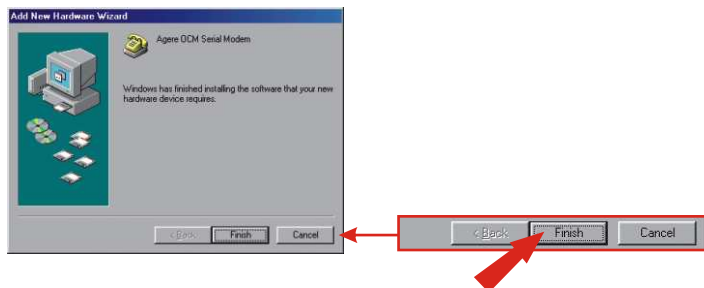 Add New Hardware Wizard
Agere OCM Serial Modem
Windows has finished installing the software that your new
hardware device requires.
< Back
Finish
Cancel
< Back
Finish
Cancel